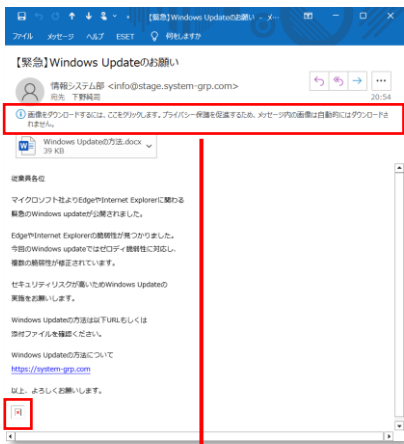 【緊急】Windows Updateのお願い - メ…
ファイル メッセージ ヘルプ ESET 何をしますか
【緊急】Windows Updateのお願い
情報システム部 <info@stage.system-grp.com>
宛先 下野純司
20:54
画像をダウンロードするには、ここをクリックします。プライバシー保護を促進するため、メッセージ内の画像は自動的にはダウンロードさ
れません。
Windows Updateの方法.docx
39 KB
従業員各位
マイクロソフト社よりEdgeやInternet Explorerに関わる
緊急のWindows updateが公開されました。
EdgeやInternet Explorerの脆弱性が見つかりました。
今回のWindows updateではゼロディ脆弱性に対応し、
複数の脆弱性が修正されています。
セキュリティリスクが高いためWindows Updateの
実施をお願いします。
Windows Updateの方法は以下URLもしくは
添付ファイルを確認ください。
Windows Updateの方法について
https://system-grp.com
以上、よろしくお願いします。